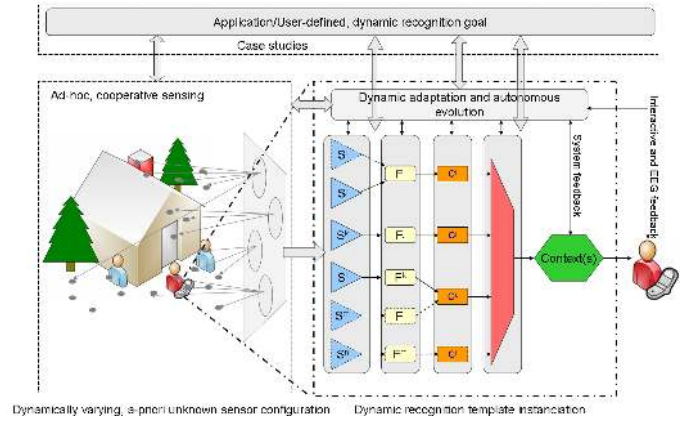 Application/User-defined, dynamic recognition goal
Case studies
Ad-hoc, cooperative sensing
Dynamic adaptation and autonomous
evolution
Interactive and EEG feedback
System feedback
S
F
C
S
S
F
C
S
F
C
S
F
S
F
C
Context(s)
Dynamically varying, a-priori unknown sensor configuration
Dynamic recognition template instanciation